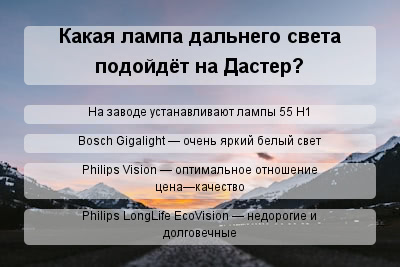 Какая лампа дальнего света
подойдёт на Дастер?
На заводе устанавливают лампы 55 H1
Bosch Gigalight — очень яркий белый свет
Philips Vision — оптимальное отношение
цена—качество
Philips LongLife EcoVision — недорогие и
долговечные